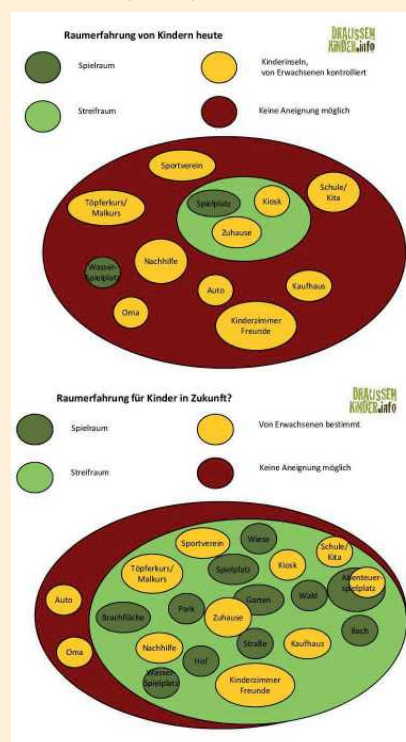 Raumerfahrung von Kindern heute
DRAUSSEN
KINDER.info
Spielraum
Kinderinseln,
von Erwachsenen kontrolliert
Streifraum
Keine Aneignung möglich
Sportverein
Töpferkurs/
Malkurs
Spielplatz
Kiosk
Schule/
Kita
Zuhause
Nachhilfe
Wasser-
Spielplatz
Auto
Kaufhaus
Oma
Kinderzimmer
Freunde
Raumerfahrung für Kinder in Zukunft?
DRAUSSEN
KINDER.info
Spielraum
Von Erwachsenen bestimmt
Streifraum
Keine Aneignung möglich
Sportverein
Wiese
Schule/
Kita
Töpferkurs/
Malkurs
Spielplatz
Kiosk
Abenteuer-
spielplatz
Auto
Park
Garten
Wald
Brachfläche
Zuhause
Bach
Straße
Kaufhaus
Oma
Nachhilfe
Hof
Wasser-
Spielplatz
Kinderzimmer
Freunde